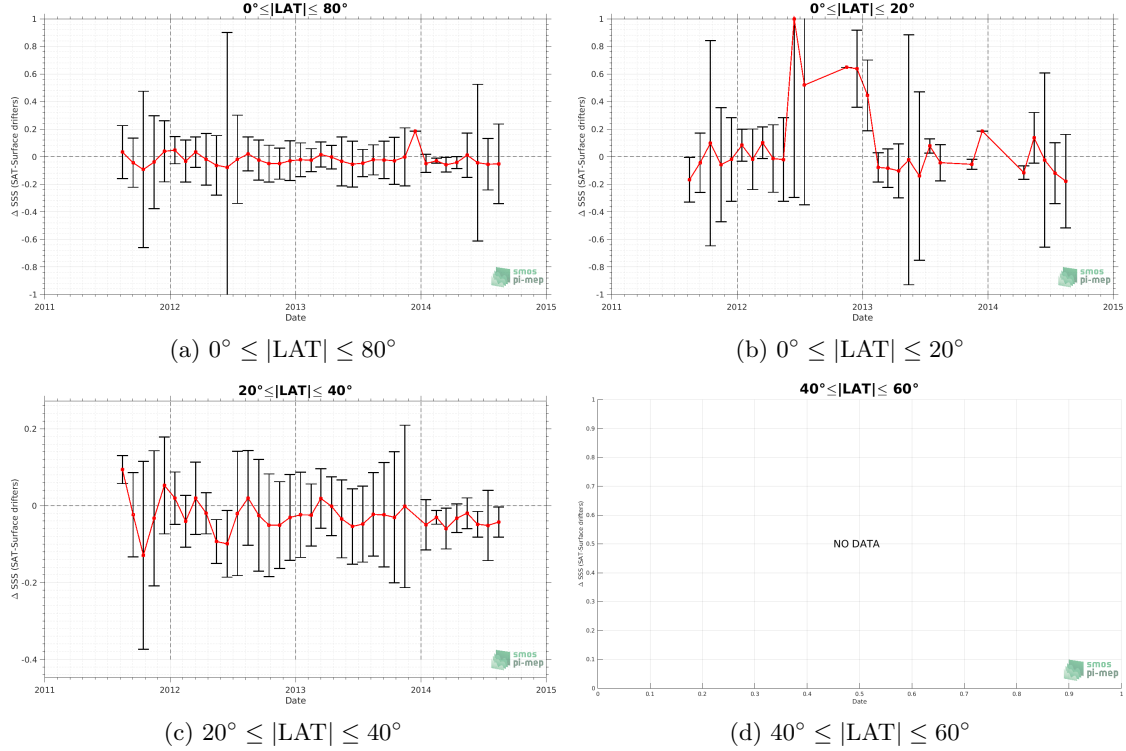 0°≤|LAT|≤ 80°
1
0.8
0.6
0.4
0.2
0
-0.2
-0.4
-0.6
-0.8
-1
Δ SSS (SAT-Surface drifters)
2011
2012
2013
2014
2015
Date
smos
pi-mep
(a) 0° ≤ |LAT| ≤ 80°
0°≤|LAT|≤ 20°
1
0.8
0.6
0.4
0.2
0
-0.2
-0.4
-0.6
-0.8
-1
Δ SSS (SAT-Surface drifters)
2011
2012
2013
2014
2015
Date
smos
pi-mep
(b) 0° ≤ |LAT| ≤ 20°
20°≤|LAT|≤ 40°
0.2
0
-0.2
-0.4
Δ SSS (SAT-Surface drifters)
2011
2012
2013
2014
2015
Date
smos
pi-mep
(c) 20° ≤ |LAT| ≤ 40°
40°≤|LAT|≤ 60°
1
0.9
0.8
0.7
0.6
0.5
0.4
0.3
0.2
0.1
0
Δ SSS (SAT-Surface drifters)
NO DATA
0
0.1
0.2
0.3
0.4
0.5
0.6
0.7
0.8
0.9
1
Date
smos
pi-mep
(d) 40° ≤ |LAT| ≤ 60°